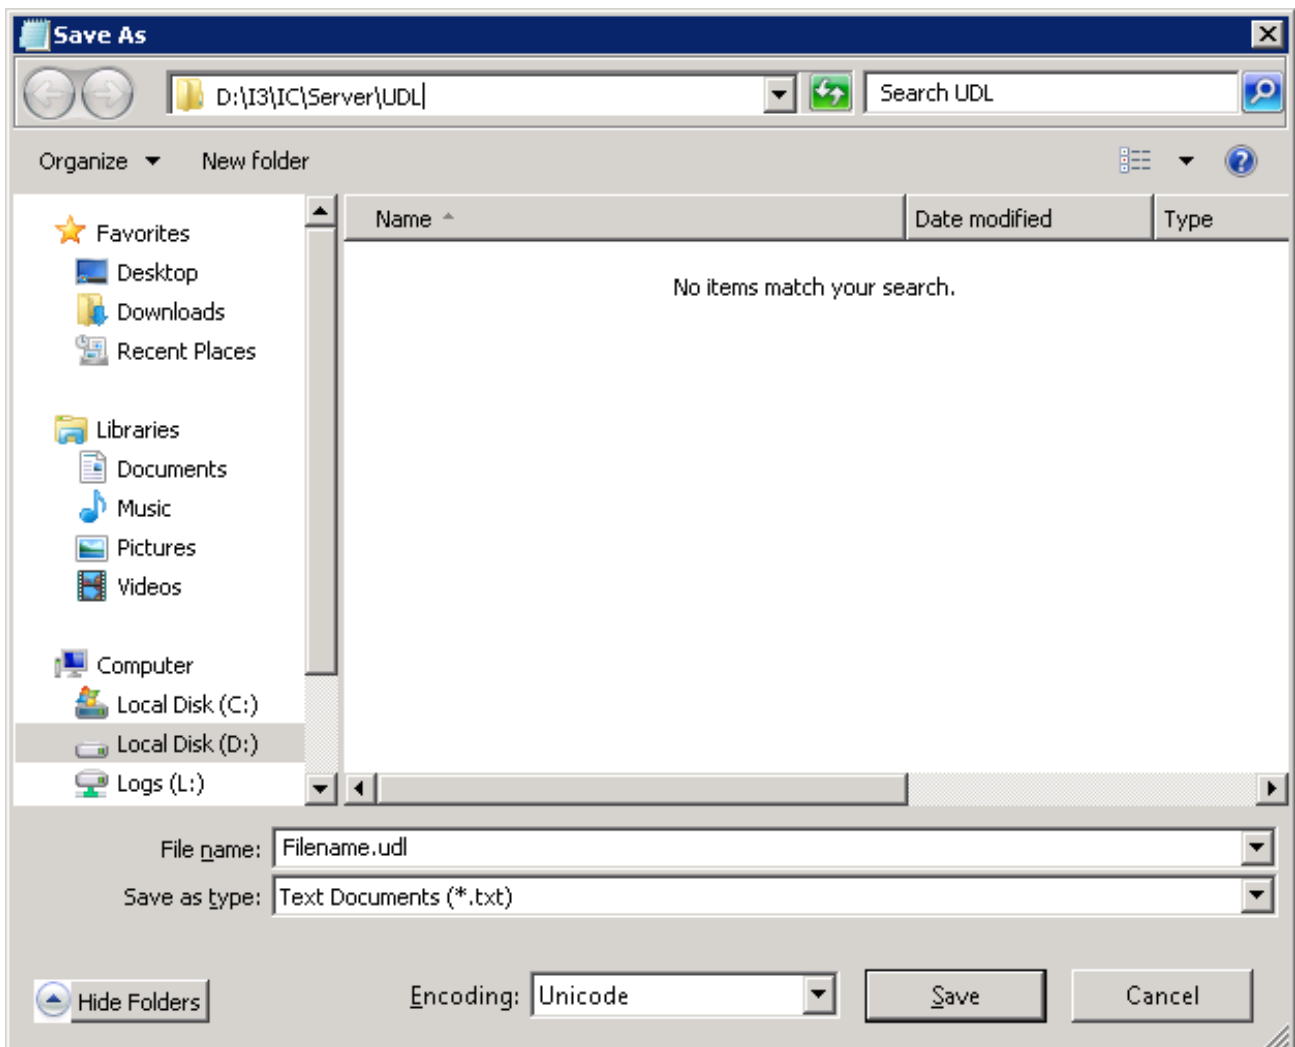 Save As
D:\I3\IC\Server\UDL
Search UDL
Organize
New folder
Name
Date modified
Type
Favorites
Desktop
Downloads
Recent Places
Libraries
Documents
Music
Pictures
Videos
Computer
Local Disk (C:)
Local Disk (D:)
Logs (L:)
No items match your search.
File name: Filename.udl
Save as type: Text Documents (*.txt)
Hide Folders
Encoding: Unicode
Save
Cancel